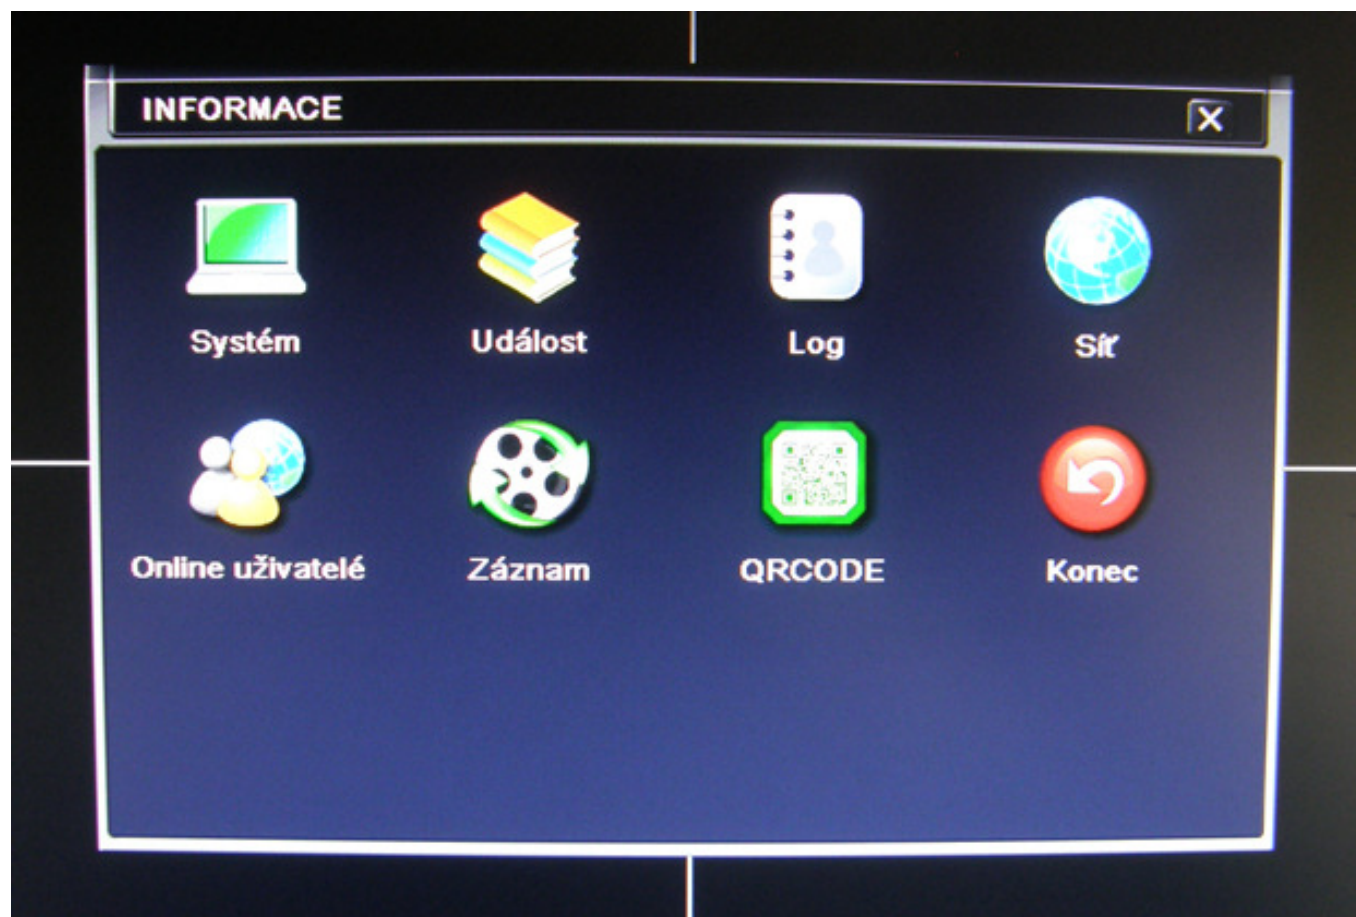 INFORMACE
Systém Událost Log Síť
Online uživatelé Záznam QRCODE Konec